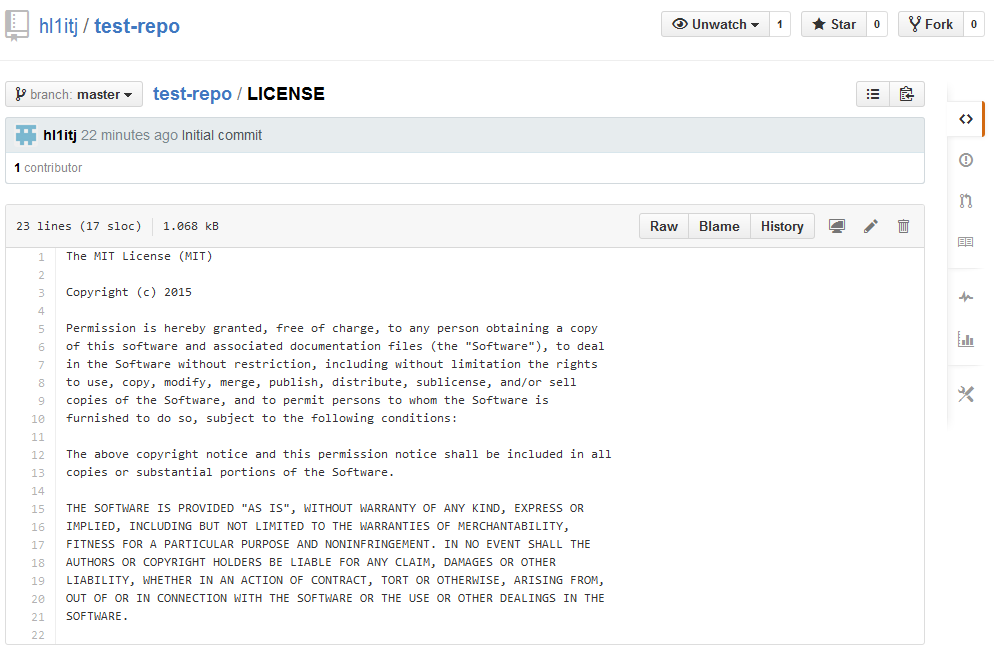 hl1itj / test-repo
Unwatch 1 Star 0 Fork 0
branch: master test-repo / LICENSE
hl1itj 22 minutes ago Initial commit
1 contributor
23 lines (17 sloc) 1.068 kB Raw Blame History
1 The MIT License (MIT)
2
3 Copyright (c) 2015
4
5 Permission is hereby granted, free of charge, to any person obtaining a copy
6 of this software and associated documentation files (the "Software"), to deal
7 in the Software without restriction, including without limitation the rights
8 to use, copy, modify, merge, publish, distribute, sublicense, and/or sell
9 copies of the Software, and to permit persons to whom the Software is
10 furnished to do so, subject to the following conditions:
11
12 The above copyright notice and this permission notice shall be included in all
13 copies or substantial portions of the Software.
14
15 THE SOFTWARE IS PROVIDED "AS IS", WITHOUT WARRANTY OF ANY KIND, EXPRESS OR
16 IMPLIED, INCLUDING BUT NOT LIMITED TO THE WARRANTIES OF MERCHANTABILITY,
17 FITNESS FOR A PARTICULAR PURPOSE AND NONINFRINGEMENT. IN NO EVENT SHALL THE
18 AUTHORS OR COPYRIGHT HOLDERS BE LIABLE FOR ANY CLAIM, DAMAGES OR OTHER
19 LIABILITY, WHETHER IN AN ACTION OF CONTRACT, TORT OR OTHERWISE, ARISING FROM,
20 OUT OF OR IN CONNECTION WITH THE SOFTWARE OR THE USE OR OTHER DEALINGS IN THE
21 SOFTWARE.
22